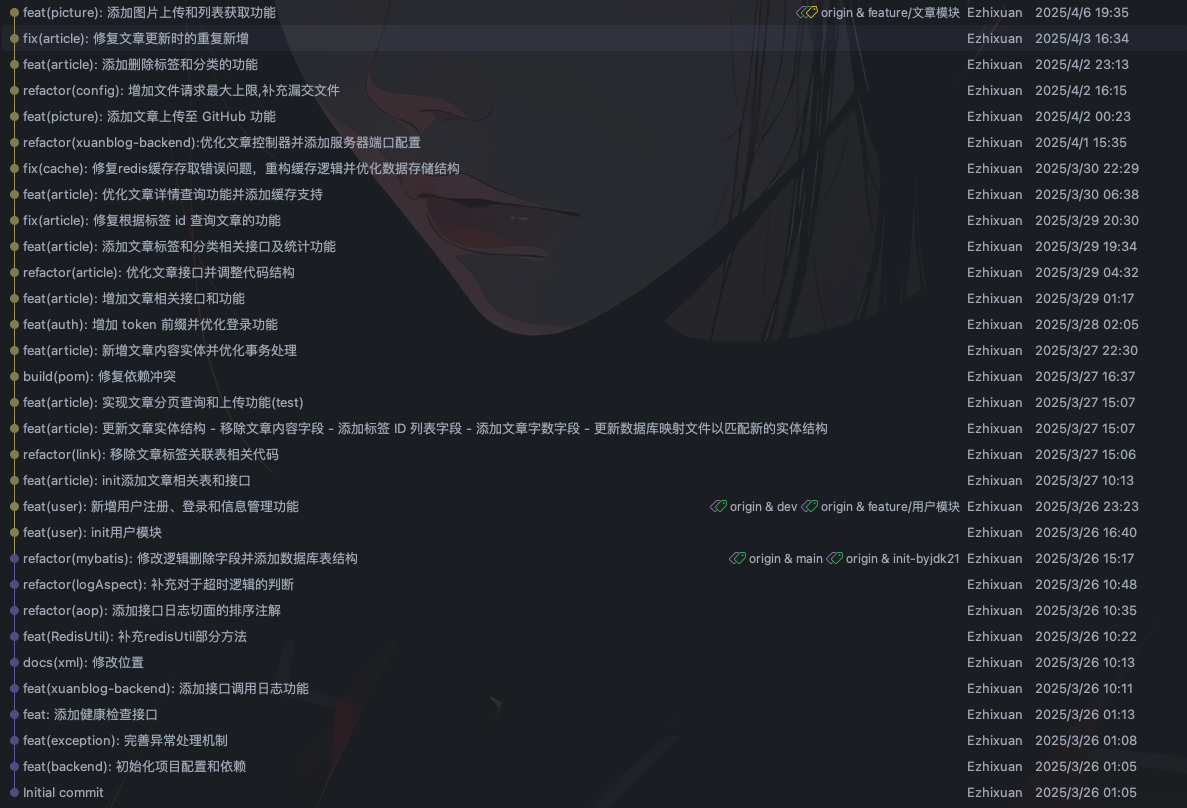 feat(picture): 添加图片上传和列表获取功能 origin & feature/文章模块 Ezhixuan 2025/4/6 19:35
fix(article): 修复文章更新时的重复新增 Ezhixuan 2025/4/3 16:34
feat(article): 添加删除标签和分类的功能 Ezhixuan 2025/4/2 23:13
refactor(config): 增加文件请求最大上限,补充漏交文件 Ezhixuan 2025/4/2 16:15
feat(picture): 添加文章上传至 GitHub 功能 Ezhixuan 2025/4/2 00:23
refactor(xuanblog-backend):优化文章控制器并添加服务器端口配置 Ezhixuan 2025/4/1 15:35
fix(cache): 修复redis缓存存取错误问题，重构缓存逻辑并优化数据存储结构 Ezhixuan 2025/3/30 22:29
feat(article): 优化文章详情查询功能并添加缓存支持 Ezhixuan 2025/3/30 06:38
fix(article): 修复根据标签 id 查询文章的功能 Ezhixuan 2025/3/29 20:30
feat(article): 添加文章标签和分类相关接口及统计功能 Ezhixuan 2025/3/29 19:34
refactor(article): 优化文章接口并调整代码结构 Ezhixuan 2025/3/29 04:32
feat(article): 增加文章相关接口和功能 Ezhixuan 2025/3/29 01:17
feat(auth): 增加 token 前缀并优化登录功能 Ezhixuan 2025/3/28 02:05
feat(article): 新增文章内容实体并优化事务处理 Ezhixuan 2025/3/27 22:30
build(pom): 修复依赖冲突 Ezhixuan 2025/3/27 16:37
feat(article): 实现文章分页查询和上传功能(test) Ezhixuan 2025/3/27 15:07
feat(article): 更新文章实体结构 - 移除文章内容字段 - 添加标签 ID 列表字段 - 添加文章字数字段 - 更新数据库映射文件以匹配新的实体结构 Ezhixuan 2025/3/27 15:07
refactor(link): 移除文章标签关联表相关代码 Ezhixuan 2025/3/27 15:06
feat(article): init添加文章相关表和接口 Ezhixuan 2025/3/27 10:13
feat(user): 新增用户注册、登录和信息管理功能 origin & dev origin & feature/用户模块 Ezhixuan 2025/3/26 23:23
feat(user): init用户模块 Ezhixuan 2025/3/26 16:40
refactor(mybatis): 修改逻辑删除字段并添加数据库表结构 origin & main origin & init-byjdk21 Ezhixuan 2025/3/26 15:17
refactor(logAspect): 补充对于超时逻辑的判断 Ezhixuan 2025/3/26 10:48
refactor(aop): 添加接口日志切面的排序注解 Ezhixuan 2025/3/26 10:35
feat(RedisUtil): 补充redisUtil部分方法 Ezhixuan 2025/3/26 10:22
docs(xml): 修改位置 Ezhixuan 2025/3/26 10:13
feat(xuanblog-backend): 添加接口调用日志功能 Ezhixuan 2025/3/26 10:11
feat: 添加健康检查接口 Ezhixuan 2025/3/26 01:13
feat(exception): 完善异常处理机制 Ezhixuan 2025/3/26 01:08
feat(backend): 初始化项目配置和依赖 Ezhixuan 2025/3/26 01:05
Initial commit Ezhixuan 2025/3/26 01:05